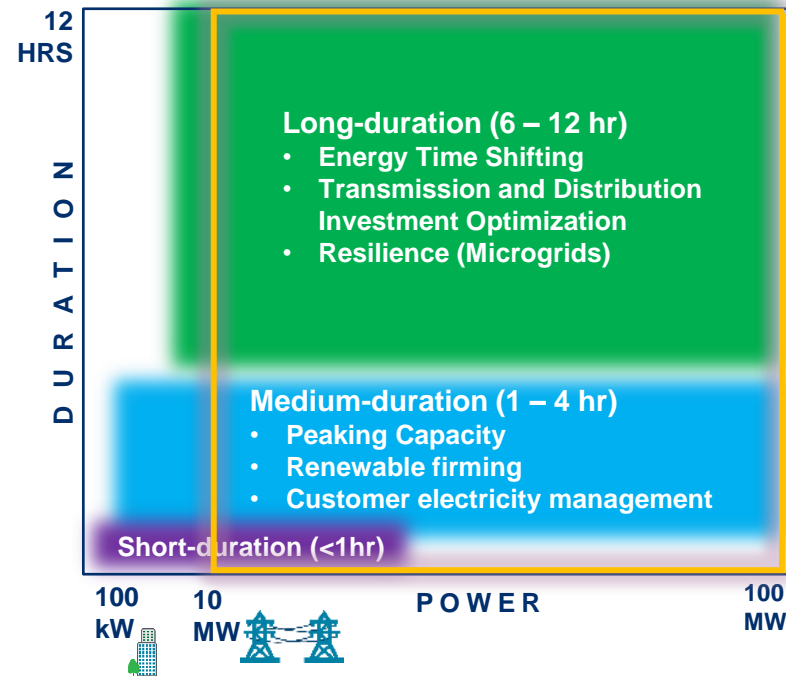 12
HRS
DURATION
Long-duration (6 – 12 hr)
• Energy Time Shifting
• Transmission and Distribution
Investment Optimization
• Resilience (Microgrids)
Medium-duration (1 – 4 hr)
• Peaking Capacity
• Renewable firming
• Customer electricity management
Short-duration (<1hr)
100
kW
10
MW
POWER
100
MW